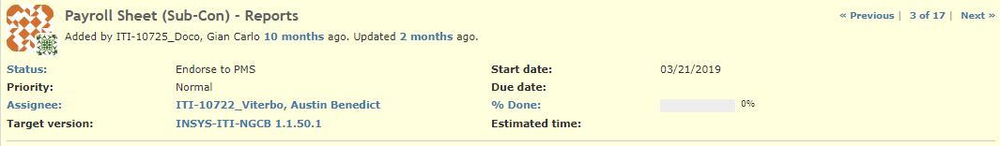 Payroll Sheet (Sub-Con) - Reports
« Previous | 3 of 17 | Next »
Added by ITI-10725_Doco, Gian Carlo 10 months ago. Updated 2 months ago.
Status: Endorse to PMS Start date: 03/21/2019
Priority: Normal Due date:
Assignee: ITI-10722_Viterbo, Austin Benedict % Done: 0%
Target version: INSYS-ITI-NGCB 1.1.50.1 Estimated time: